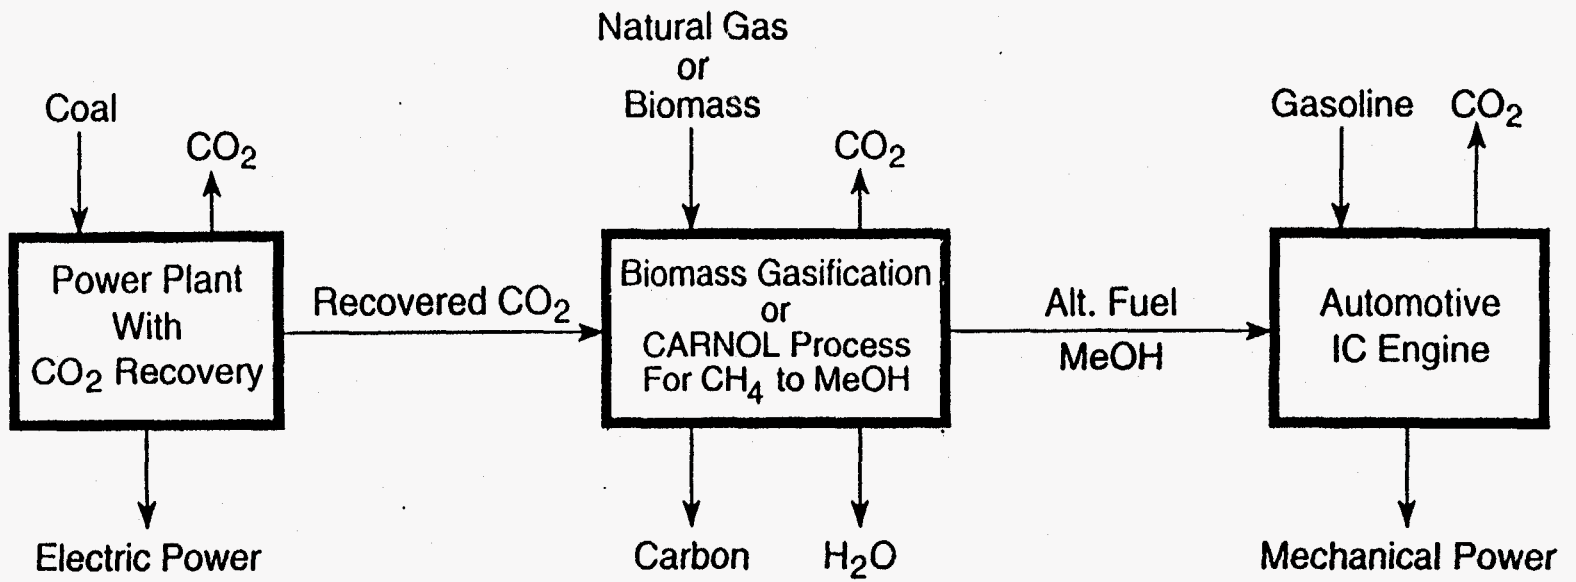 Natural Gas
or
Biomass
Coal
CO2
CO2
Gasoline
CO2
Power Plant
With
CO2 Recovery
Recovered CO2
Biomass Gasification
or
CARNOL Process
For CH4 to MeOH
Alt. Fuel
MeOH
Automotive
IC Engine
Electric Power
Carbon
H2O
Mechanical Power